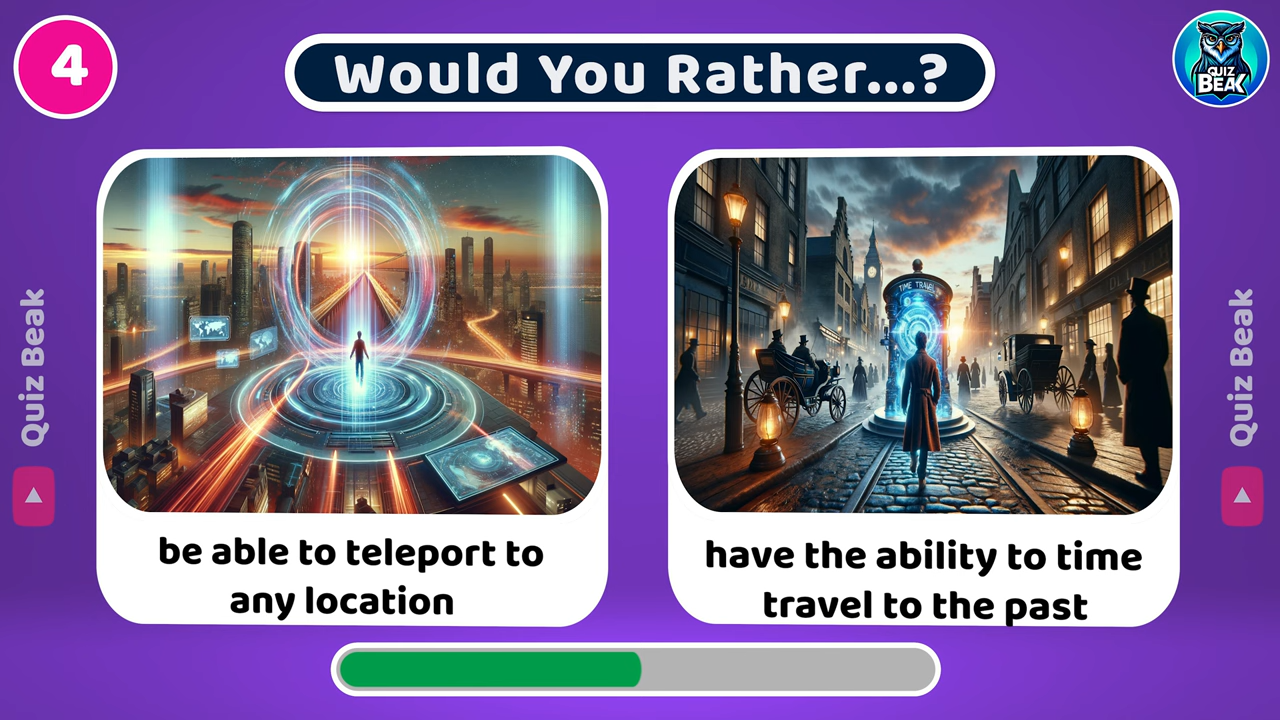 4
Would You Rather...?
QUIZ
BEAK
Quiz Beak
TIME TRAVEL
Quiz Beak
be able to teleport to
any location
have the ability to time
travel to the past